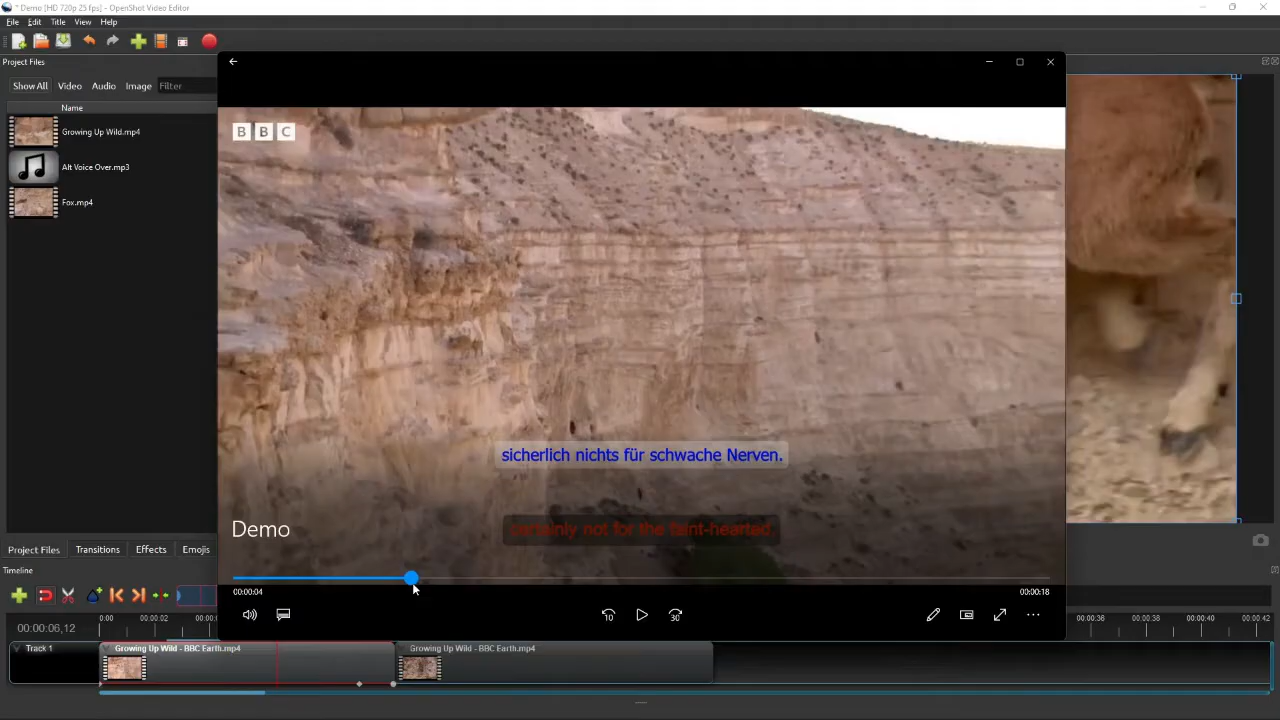 * Demo [HD 720p 25 fps] - OpenShot Video Editor
File Edit Title View Help
Project Files
Show All Video Audio Image Filter
Name
Growing Up Wild.mp4
Alt Voice Over.mp3
Fox.mp4
BBC
sicherlich nichts für schwache Nerven.
certainly not for the faint-hearted.
Demo
00:00:04
00:00:18
10
30
Project Files Transitions Effects Emojis
Timeline
00:00:06,12
0:00 00:00:02 00:00:38 00:00:38 00:00:40 00:00:42
Track 1
Growing Up Wild - BBC Earth.mp4
Growing Up Wild - BBC Earth.mp4